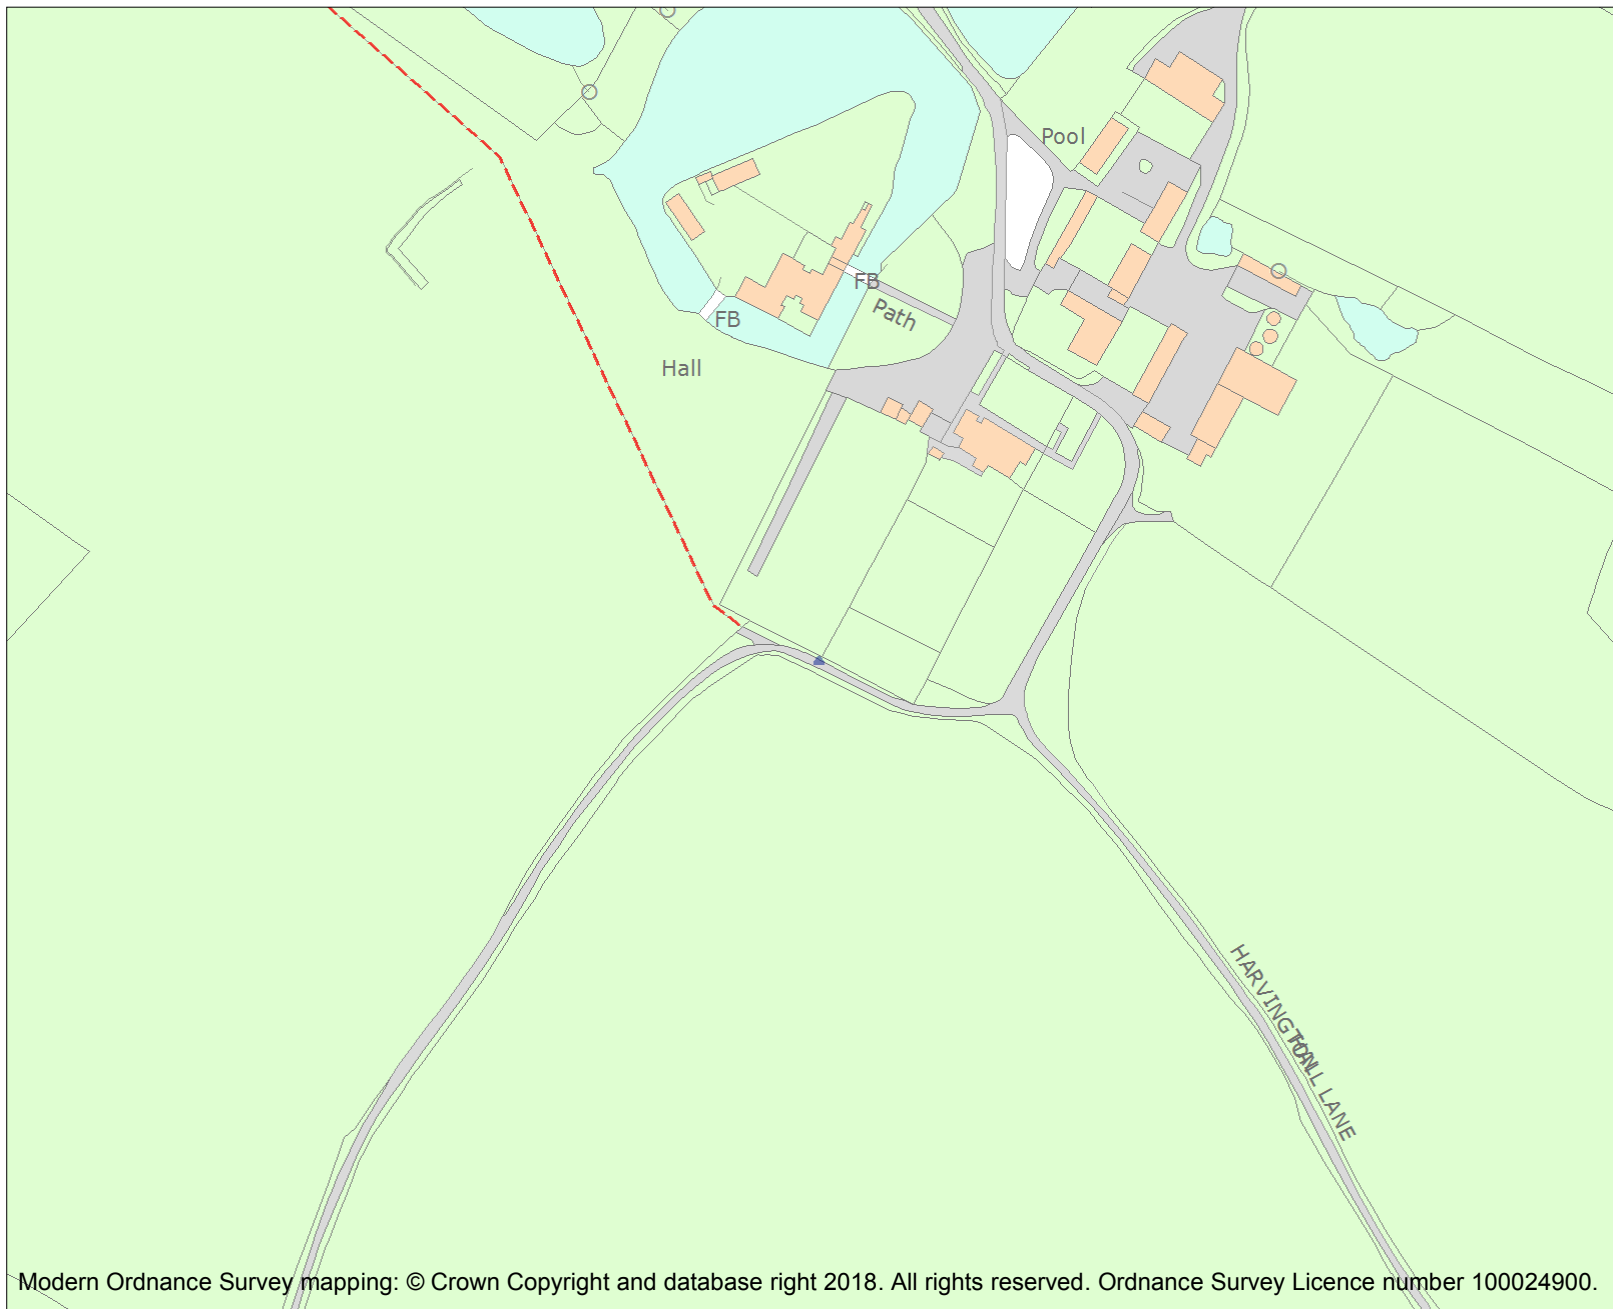 Pool
FB
Path
FB
Hall
HARVINGTON
HALL LANE
Modern Ordnance Survey mapping: © Crown Copyright and database right 2018. All rights reserved. Ordnance Survey Licence number 100024900.